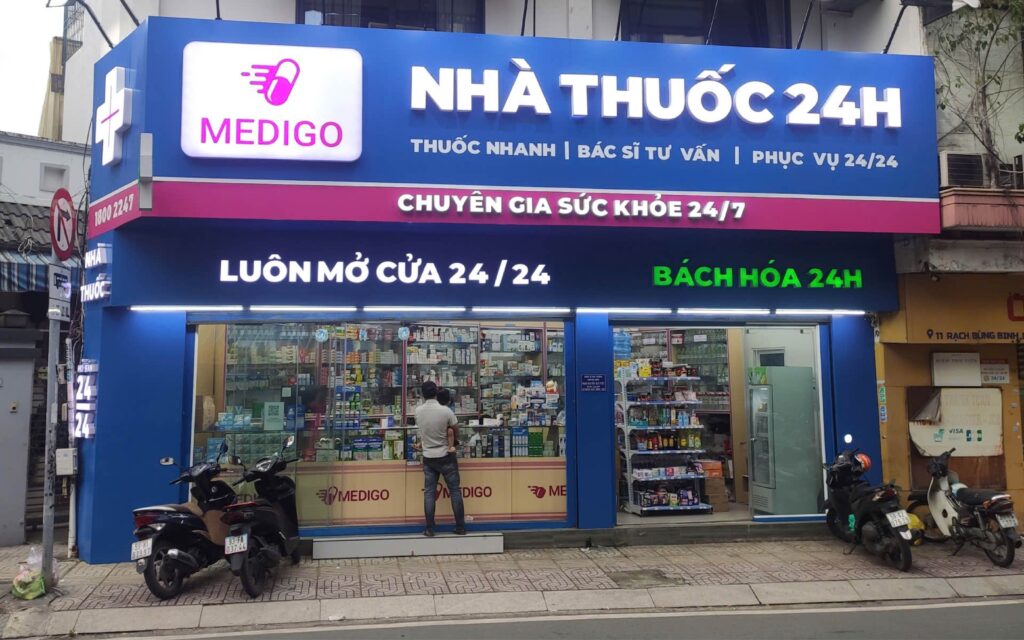 MEDIGO
NHÀ THUỐC 24H
THUỐC NHANH | BÁC SĨ TƯ VẤN | PHỤC VỤ 24/24
CHUYÊN GIA SỨC KHỎE 24/7
1800 2247
LUÔN MỞ CỬA 24/24
BÁCH HÓA 24H
NHÀ
THUỐC
24
24
11 RẠCH BÙNG BINH
VISA
MEDIGO
MEDIGO
ME